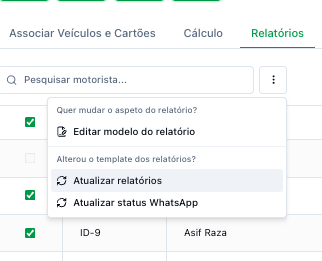 Associar Veículos e Cartões Cálculo Relatórios
Pesquisar motorista...
Quer mudar o aspeto do relatório?
Editar modelo do relatório
Alterou o template dos relatórios?
Atualizar relatórios
Atualizar status WhatsApp
ID-9 Asif Raza